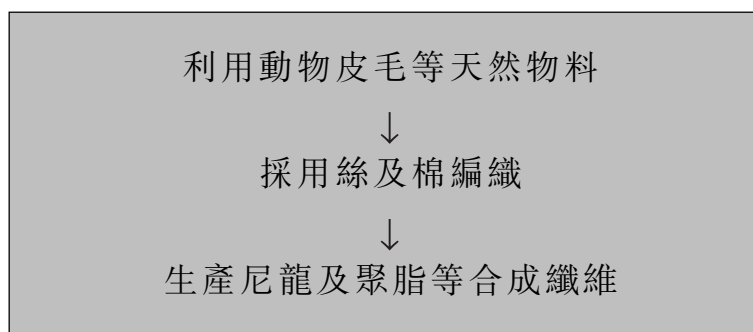 利用動物皮毛等天然物料
↓
採用絲及棉編織
↓
生產尼龍及聚脂等合成纖維